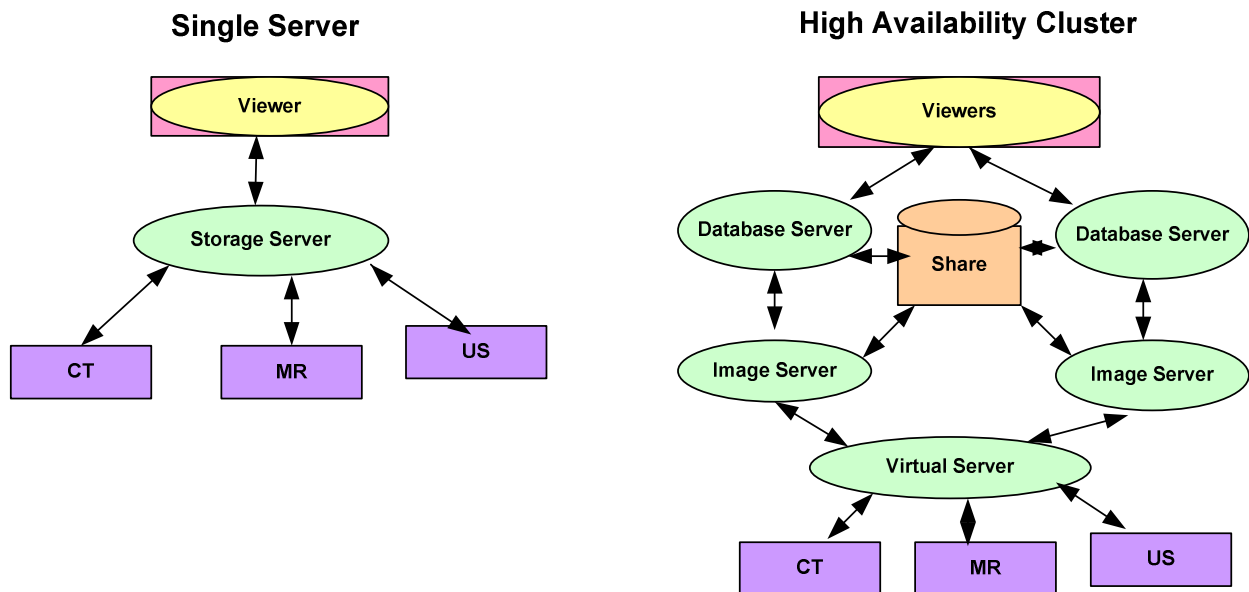 Single Server
Viewer
Storage Server
CT
MR
US
High Availability Cluster
Viewers
Database Server
Share
Database Server
Image Server
Image Server
Virtual Server
CT
MR
US